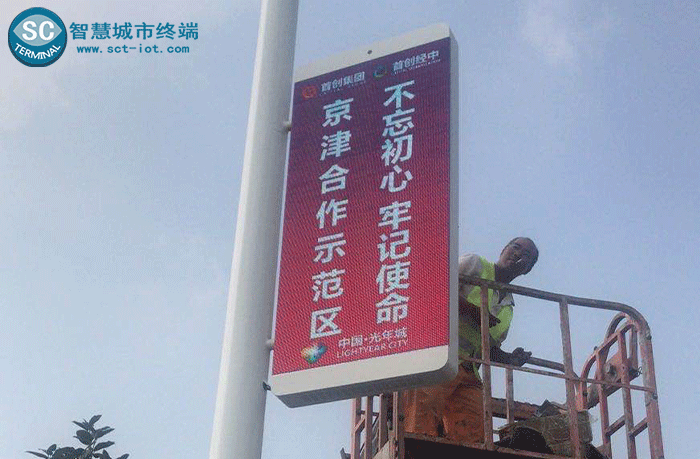 SC
TERMINAL
智慧城市终端
www.sct-iot.com
首创集团
首创经中
不忘初心 牢记使命
京津合作示范区
中国·光年城
LIGHTYEAR CITY